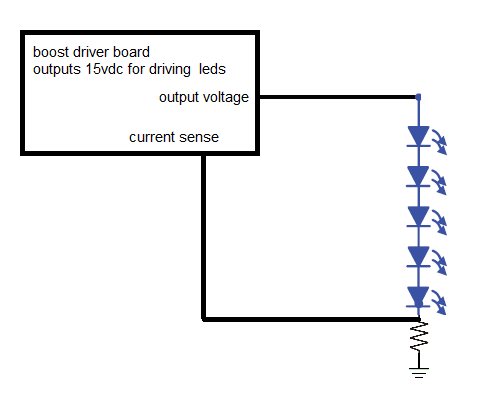 boost driver board
outputs 15vdc for driving leds
output voltage
current sense